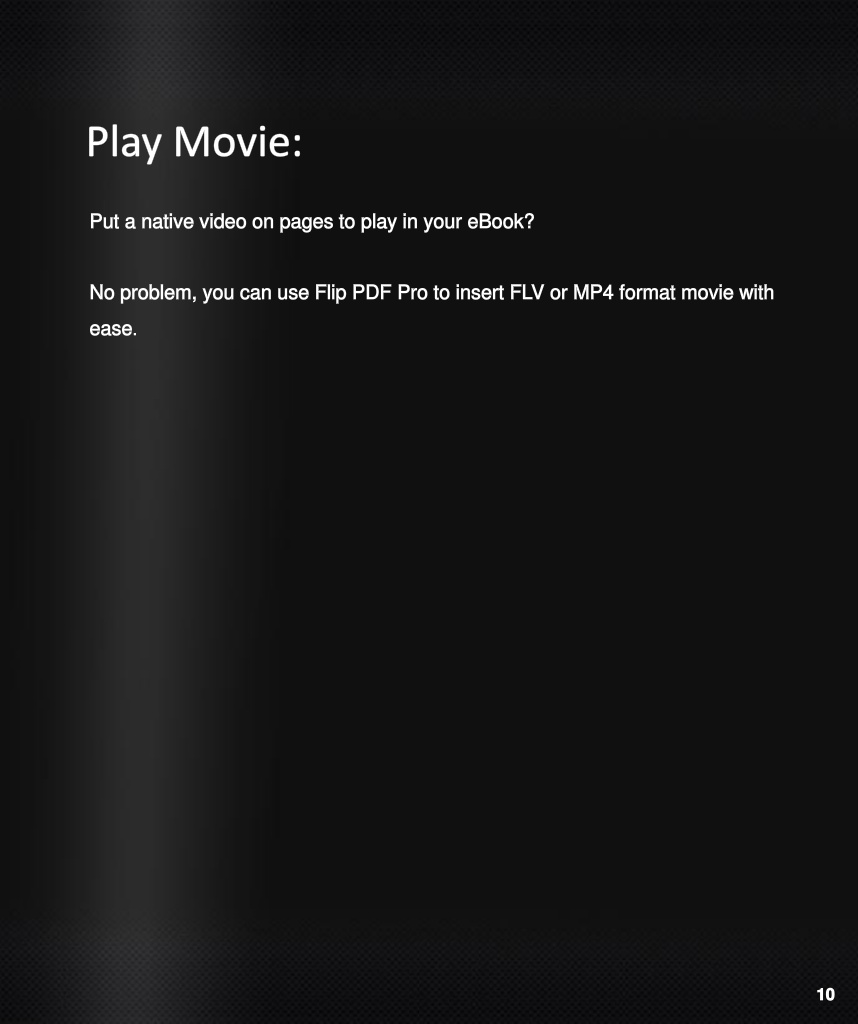 Play Movie:
Put a native video on pages to play in your eBook?
No problem, you can use Flip PDF Pro to insert FLV or MP4 format movie with
ease.
10